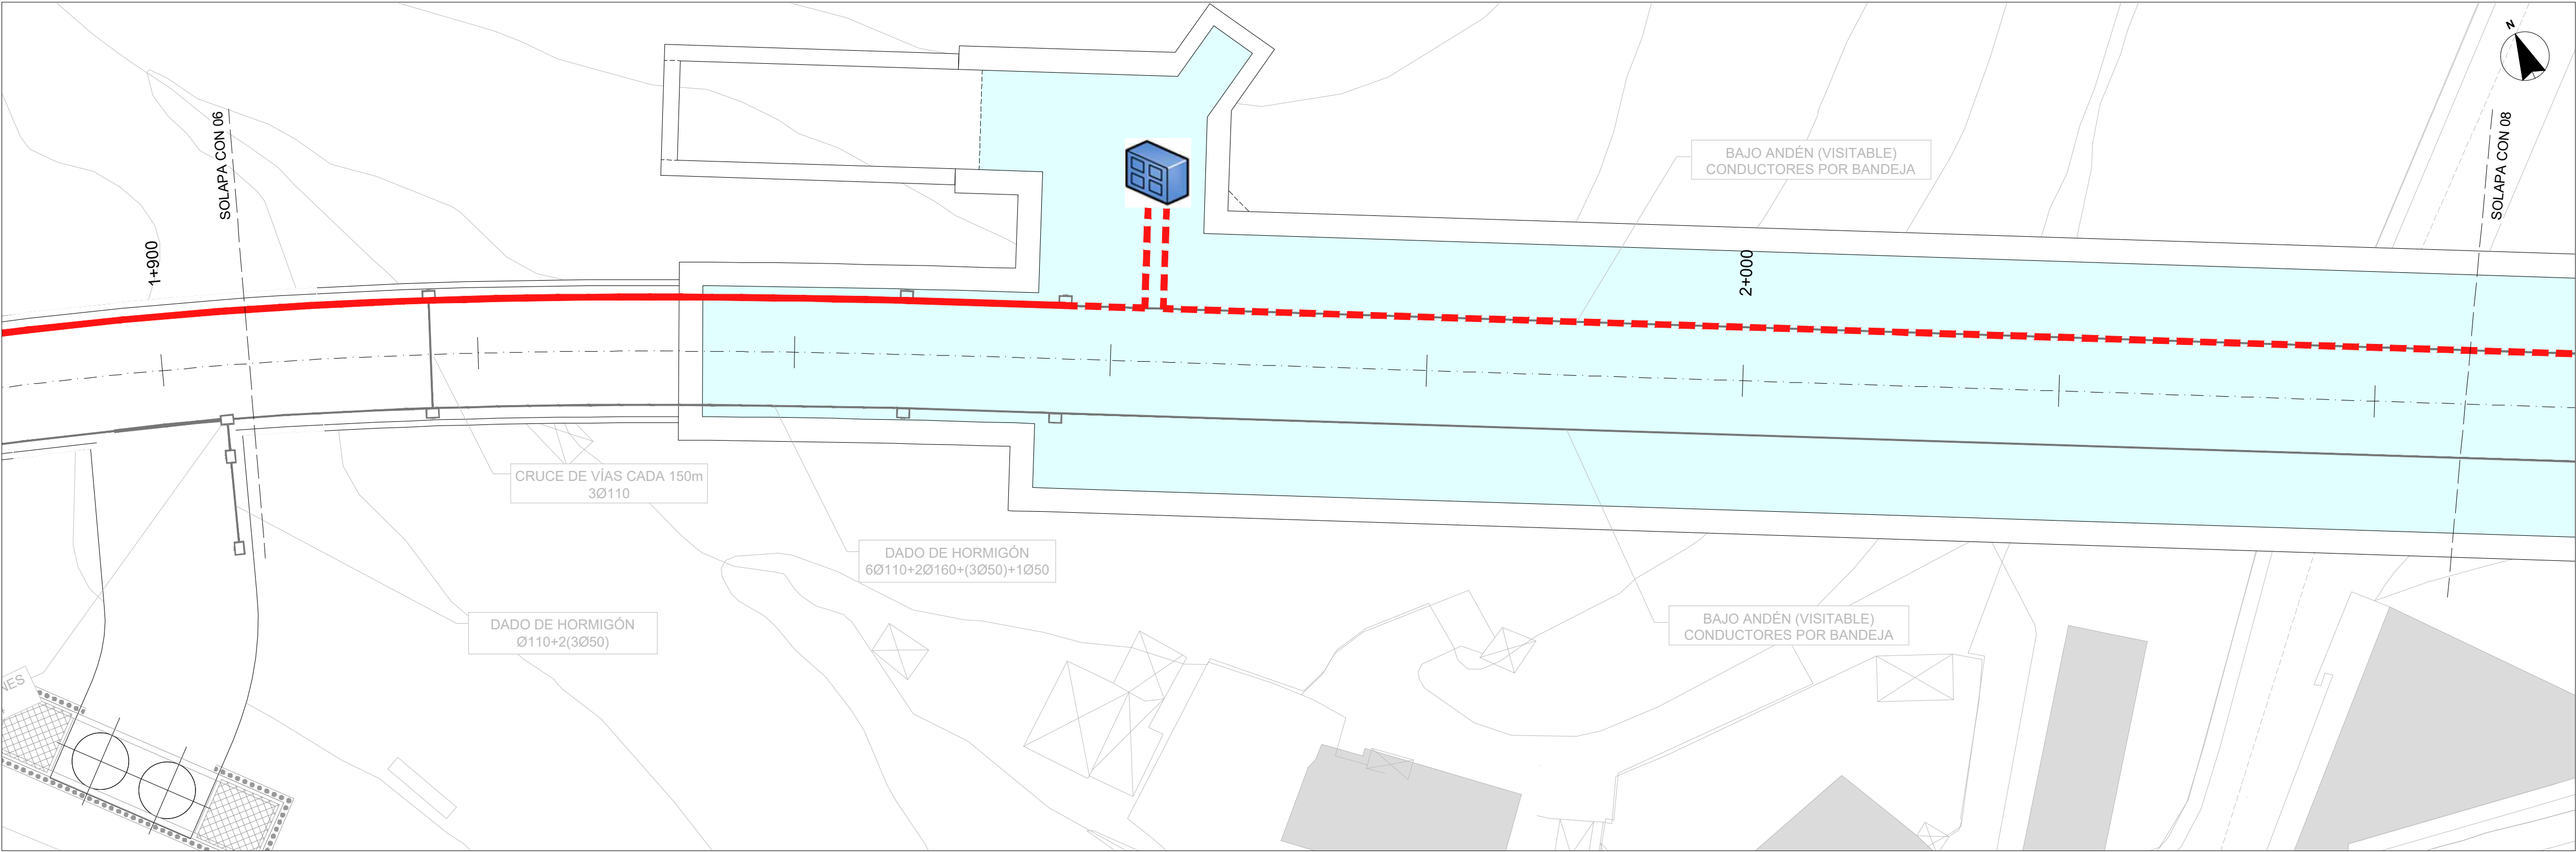 N
SOLAPA CON 06
1+900
BAJO ANDÉN (VISITABLE)
CONDUCTORES POR BANDEJA
2+000
SOLAPA CON 08
CRUCE DE VÍAS CADA 150m
3Ø110
DADO DE HORMIGÓN
6Ø110+2Ø160+(3Ø50)+1Ø50
DADO DE HORMIGÓN
Ø110+2(3Ø50)
BAJO ANDÉN (VISITABLE)
CONDUCTORES POR BANDEJA
NES